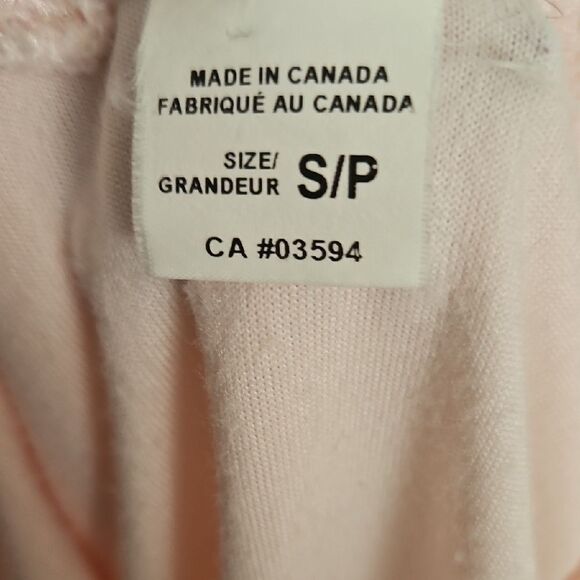 MADE IN CANADA
FABRIQUÉ AU CANADA
SIZE/
GRANDEUR S/P
CA #03594